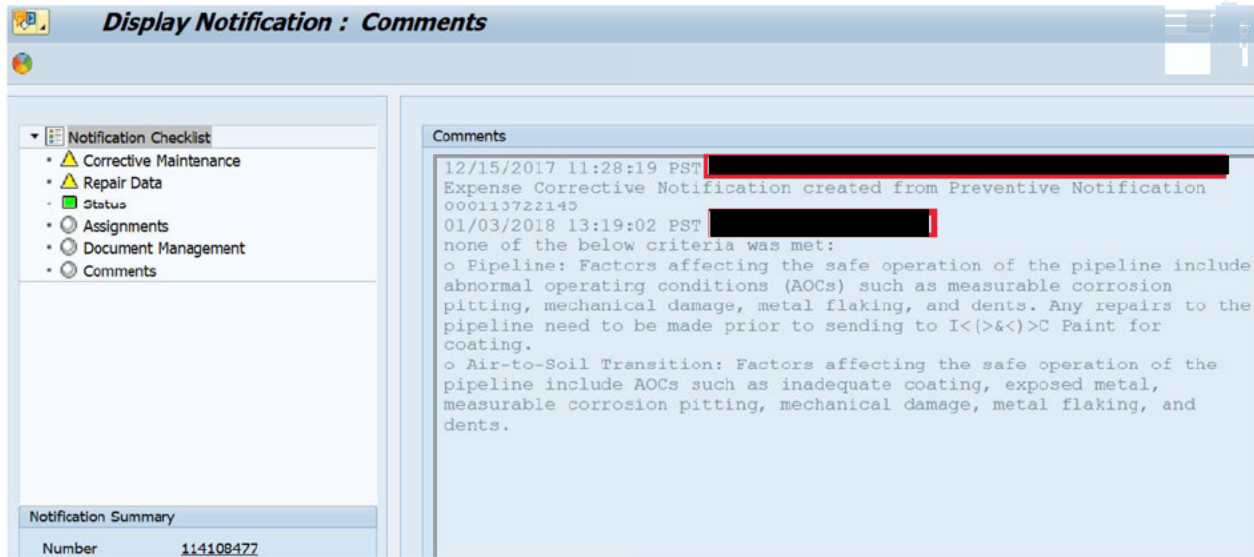 Display Notification : Comments
Notification Checklist
Corrective Maintenance
Repair Data
Status
Assignments
Document Management
Comments
Notification Summary
Number 114108477
Comments
12/15/2017 11:28:19 PST
Expense Corrective Notification created from Preventive Notification
000113722145
01/03/2018 13:19:02 PST
none of the below criteria was met:
o Pipeline: Factors affecting the safe operation of the pipeline include
abnormal operating conditions (AOCs) such as measurable corrosion
pitting, mechanical damage, metal flaking, and dents. Any repairs to the
pipeline need to be made prior to sending to I<(>&<)>C Paint for
coating.
o Air-to-Soil Transition: Factors affecting the safe operation of the
pipeline include AOCs such as inadequate coating, exposed metal,
measurable corrosion pitting, mechanical damage, metal flaking, and
dents.